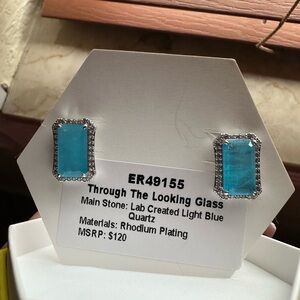 ER49155
Through The Looking Glass
Main Stone: Lab Created Light Blue
Quartz
Materials: Rhodium Plating
MSRP: $120